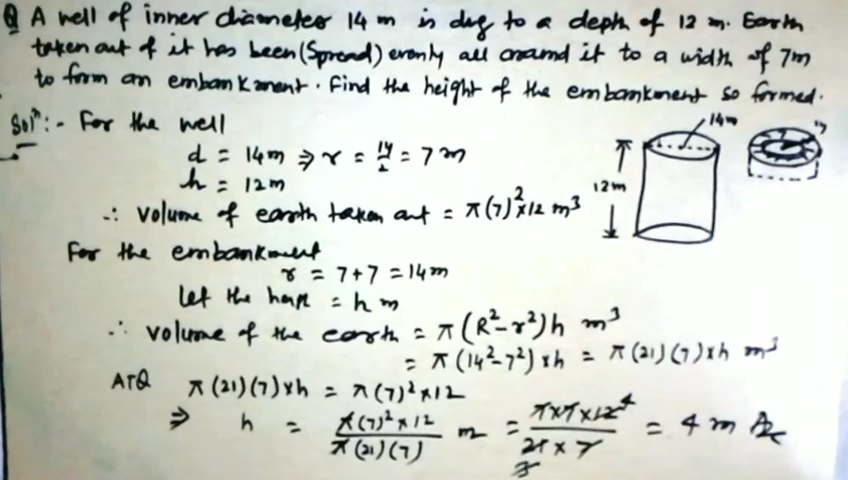 Q A well of inner diameter 14 m is dug to a depth of 12 m. Earth
taken out of it has been (spread) evenly all around it to a width of 7m
to form an embankment. Find the height of the embankment so formed.
Solⁿ:- For the well
d = 14m ⇒ r = 14/2 = 7 m
h = 12m
∴ volume of earth taken out = π(7)²×12 m³
14m
12m
For the embankment
r = 7+7 = 14m
Let the = h m
∴ volume of the earth = π(R²-r²)h m³
= π(14²-7²)×h = π(21)(7)×h m³
ATQ π(21)(7)×h = π(7)²×12
⇒ h = π(7)²×12/π(21)(7) m = 7×7×12 4/21×7 3 = 4 m